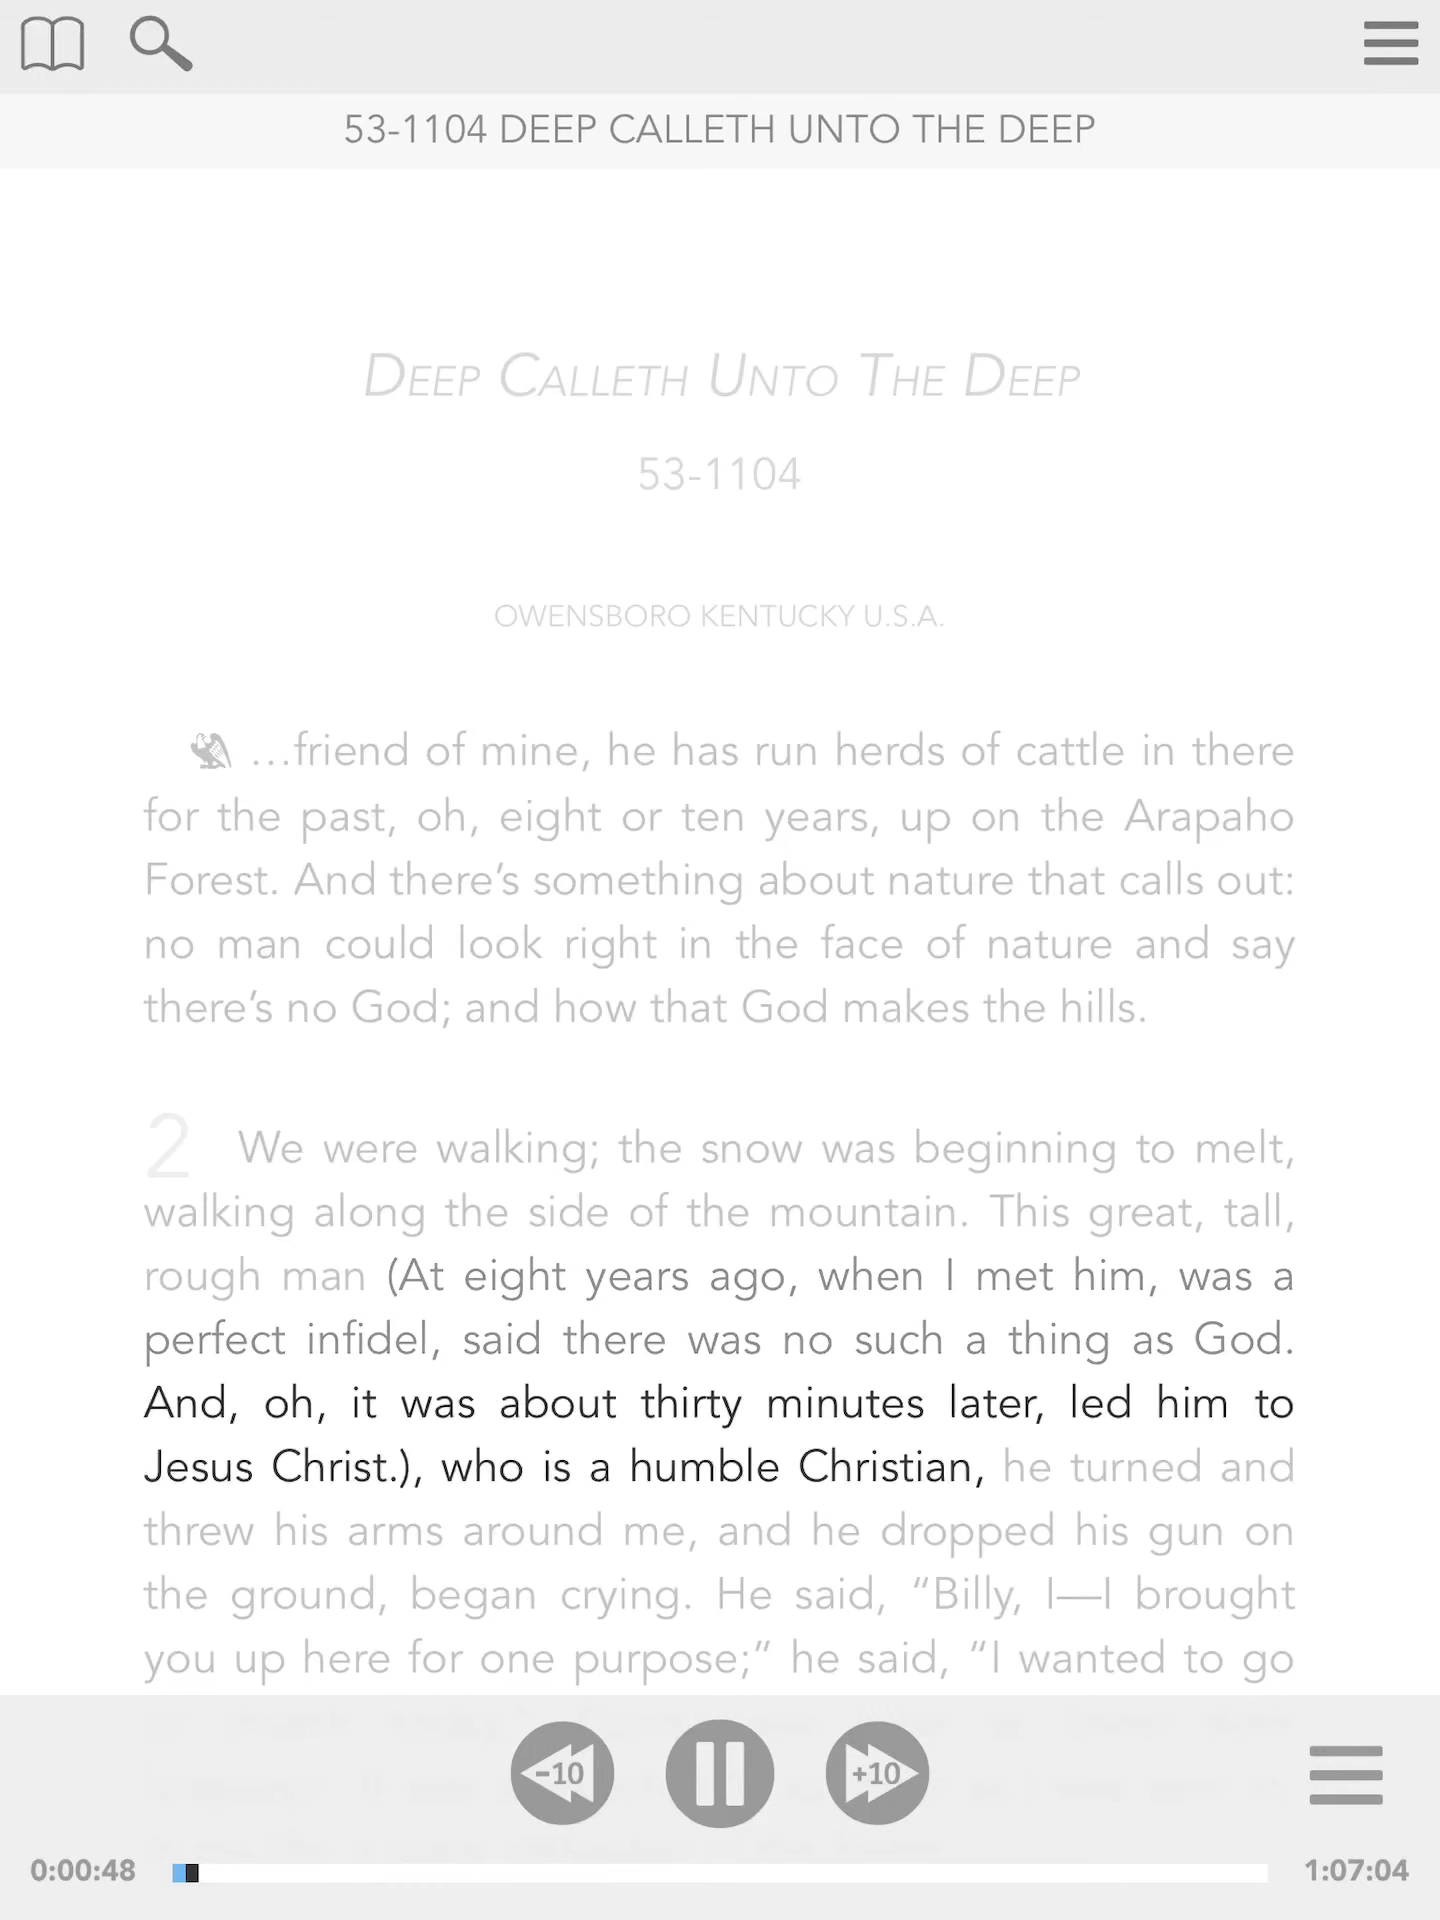 53-1104 DEEP CALLETH UNTO THE DEEP
DEEP CALLETH UNTO THE DEEP
53-1104
OWENSBORO KENTUCKY U.S.A.
…friend of mine, he has run herds of cattle in there
for the past, oh, eight or ten years, up on the Arapaho
Forest. And there’s something about nature that calls out:
no man could look right in the face of nature and say
there’s no God; and how that God makes the hills.
2 We were walking; the snow was beginning to melt,
walking along the side of the mountain. This great, tall,
rough man (At eight years ago, when I met him, was a
perfect infidel, said there was no such a thing as God.
And, oh, it was about thirty minutes later, led him to
Jesus Christ.), who is a humble Christian, he turned and
threw his arms around me, and he dropped his gun on
the ground, began crying. He said, “Billy, I—I brought
you up here for one purpose;” he said, “I wanted to go
-10 +10
0:00:48 1:07:04